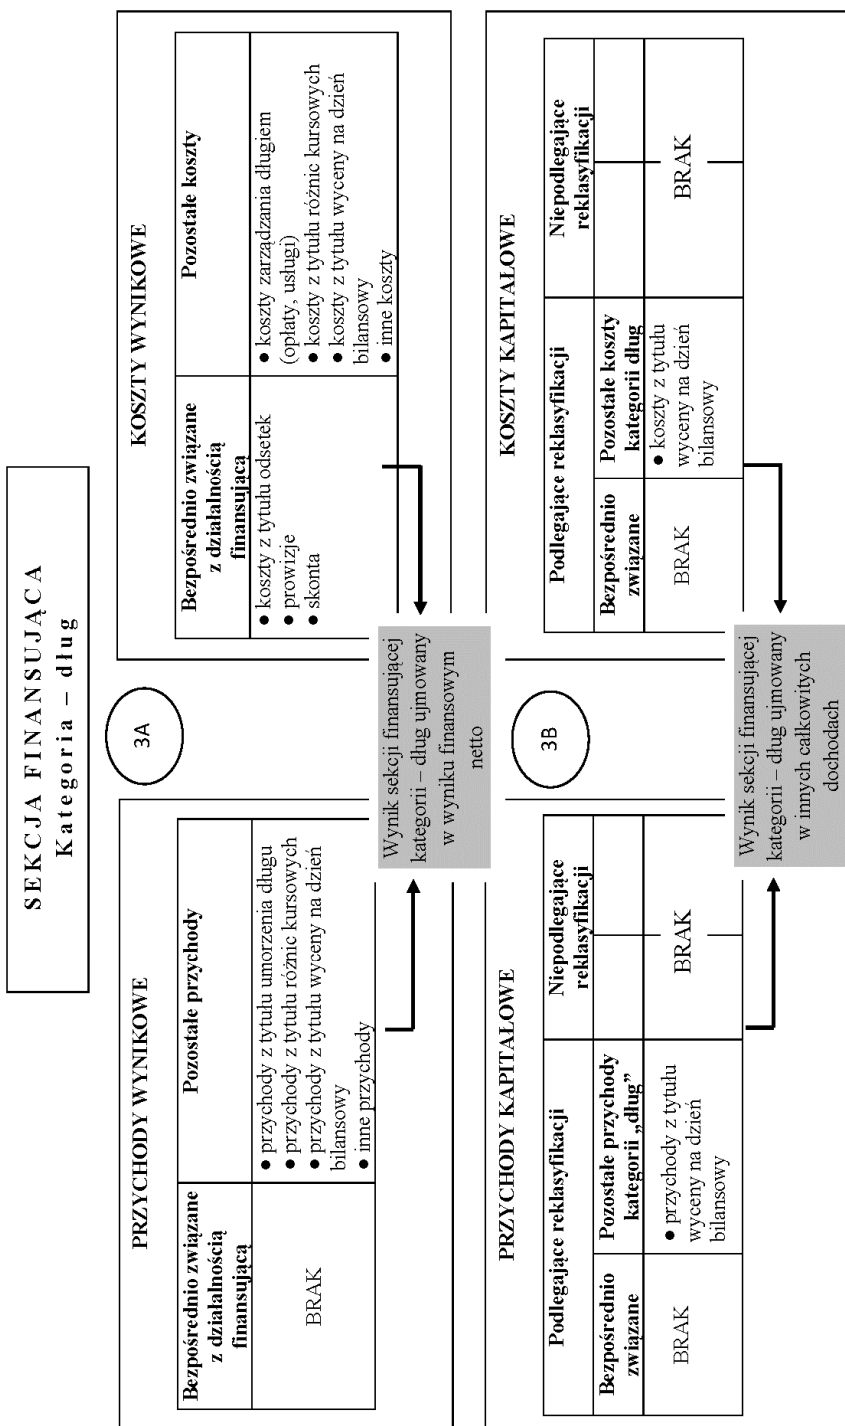 SEKCJA FINANSUJĄCA
Kategoria – dług
PRZYCHODY WYNIKOWE
Bezpośrednio związane
z działalnością
finansującą
Pozostałe przychody
BRAK
● przychody z tytułu umorzenia długu
● przychody z tytułu różnic kursowych
● przychody z tytułu wyceny na dzień
bilansowy
● inne przychody
3A
KOSZTY WYNIKOWE
Bezpośrednio związane
z działalnością
finansującą
Pozostałe koszty
● koszty z tytułu odsetek
● prowizje
● skonta
● koszty zarządzania długiem
(opłaty, usługi)
● koszty z tytułu różnic kursowych
● koszty z tytułu wyceny na dzień
bilansowy
● inne koszty
Wynik sekcji finansującej
kategorii – dług ujmowany
w wyniku finansowym
netto
PRZYCHODY KAPITAŁOWE
Podlegające reklasyfikacji
Niepodlegające
reklasyfikacji
Bezpośrednio
związane
Pozostałe przychody
kategorii „dług”
BRAK
● przychody z tytułu
wyceny na dzień
bilansowy
BRAK
3B
KOSZTY KAPITAŁOWE
Podlegające reklasyfikacji
Niepodlegające
reklasyfikacji
Bezpośrednio
związane
Pozostałe koszty
kategorii dług
BRAK
● koszty z tytułu
wyceny na dzień
bilansowy
BRAK
Wynik sekcji finansującej
kategorii – dług ujmowany
w innych całkowitych
dochodach